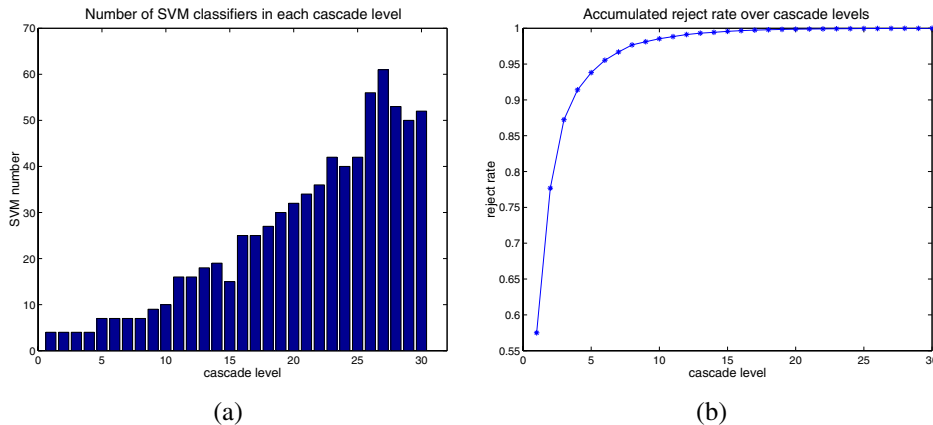 Number of SVM classifiers in each cascade level
70
60
50
40
30
20
10
0
SVM number
0 5 10 15 20 25 30
cascade level
(a)
Accumulated reject rate over cascade levels
1
0.95
0.9
0.85
0.8
0.75
0.7
0.65
0.6
0.55
reject rate
0 5 10 15 20 25 30
cascade level
(b)